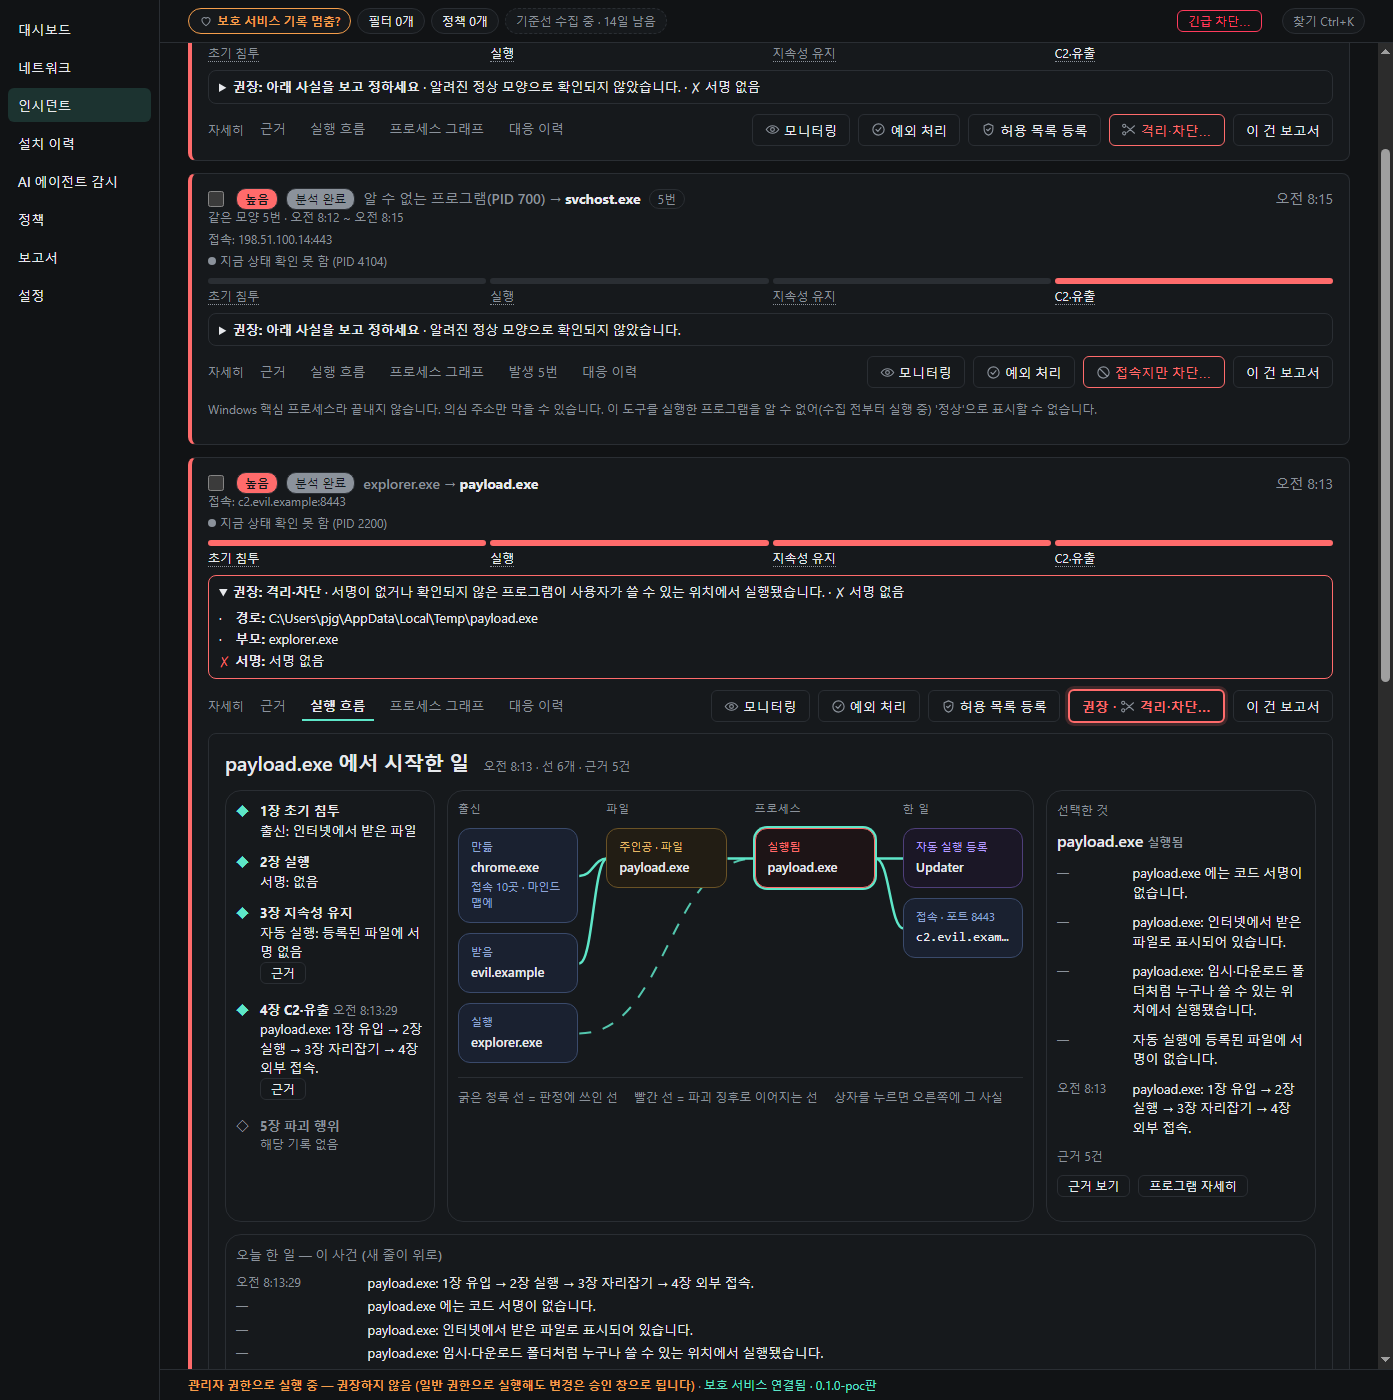 대시보드
네트워크
인시던트
설치 이력
AI 에이전트 감시
정책
보고서
설정
보호 서비스 기록 멈춤?
필터 0개
정책 0개
기준선 수집 중 · 14일 남음
긴급 차단...
찾기 Ctrl+K
초기 침투
실행
지속성 유지
C2·유출
▶ 권장: 아래 사실을 보고 정하세요 · 알려진 정상 모양으로 확인되지 않았습니다. · ✗ 서명 없음
자세히 근거 실행 흐름 프로세스 그래프 대응 이력
모니터링
예외 처리
허용 목록 등록
격리·차단...
이 건 보고서
높음 분석 완료 알 수 없는 프로그램(PID 700) → svchost.exe 5번
오전 8:15
같은 모양 5번 · 오전 8:12 ~ 오전 8:15
접속: 198.51.100.14:443
지금 상태 확인 못 함 (PID 4104)
초기 침투
실행
지속성 유지
C2·유출
▶ 권장: 아래 사실을 보고 정하세요 · 알려진 정상 모양으로 확인되지 않았습니다.
자세히 근거 실행 흐름 프로세스 그래프 발생 5번 대응 이력
모니터링
예외 처리
접속지만 차단...
이 건 보고서
Windows 핵심 프로세스라 끝내지 않습니다. 의심 주소만 막을 수 있습니다. 이 도구를 실행한 프로그램을 알 수 없어(수집 전부터 실행 중) '정상'으로 표시할 수 없습니다.
높음 분석 완료 explorer.exe → payload.exe
오전 8:13
접속: c2.evil.example:8443
지금 상태 확인 못 함 (PID 2200)
초기 침투
실행
지속성 유지
C2·유출
▼ 권장: 격리·차단 · 서명이 없거나 확인되지 않은 프로그램이 사용자가 쓸 수 있는 위치에서 실행됐습니다. · ✗ 서명 없음
· 경로: C:\Users\pjg\AppData\Local\Temp\payload.exe
· 부모: explorer.exe
✗ 서명: 서명 없음
자세히 근거 실행 흐름 프로세스 그래프 대응 이력
모니터링
예외 처리
허용 목록 등록
권장 · 격리·차단...
이 건 보고서
payload.exe 에서 시작한 일 오전 8:13 · 선 6개 · 근거 5건
1장 초기 침투
출신: 인터넷에서 받은 파일
2장 실행
서명: 없음
3장 지속성 유지
자동 실행: 등록된 파일에 서
명 없음
근거
4장 C2·유출 오전 8:13:29
payload.exe: 1장 유입 → 2장
실행 → 3장 자리잡기 → 4장
외부 접속.
근거
5장 파괴 행위
해당 기록 없음
출신
파일
프로세스
한 일
만듦
chrome.exe
접속 10곳 · 마인드
맵에
받음
evil.example
실행
explorer.exe
주인공 · 파일
payload.exe
실행됨
payload.exe
자동 실행 등록
Updater
접속 · 포트 8443
c2.evil.exam…
굵은 청록 선 = 판정에 쓰인 선 빨간 선 = 파괴 징후로 이어지는 선 상자를 누르면 오른쪽에 그 사실
선택한 것
payload.exe 실행됨
— payload.exe 에는 코드 서명이
없습니다.
— payload.exe: 인터넷에서 받은
파일로 표시되어 있습니다.
— payload.exe: 임시·다운로드 폴
더처럼 누구나 쓸 수 있는 위
치에서 실행됐습니다.
— 자동 실행에 등록된 파일에 서
명이 없습니다.
오전 8:13 payload.exe: 1장 유입 → 2장
실행 → 3장 자리잡기 → 4장
외부 접속.
근거 5건
근거 보기
프로그램 자세히
오늘 한 일 — 이 사건 (새 줄이 위로)
오전 8:13:29 payload.exe: 1장 유입 → 2장 실행 → 3장 자리잡기 → 4장 외부 접속.
— payload.exe 에는 코드 서명이 없습니다.
— payload.exe: 인터넷에서 받은 파일로 표시되어 있습니다.
— payload.exe: 임시·다운로드 폴더처럼 누구나 쓸 수 있는 위치에서 실행됐습니다.
관리자 권한으로 실행 중 — 권장하지 않음 (일반 권한으로 실행해도 변경은 승인 창으로 됩니다) · 보호 서비스 연결됨 · 0.1.0-poc판